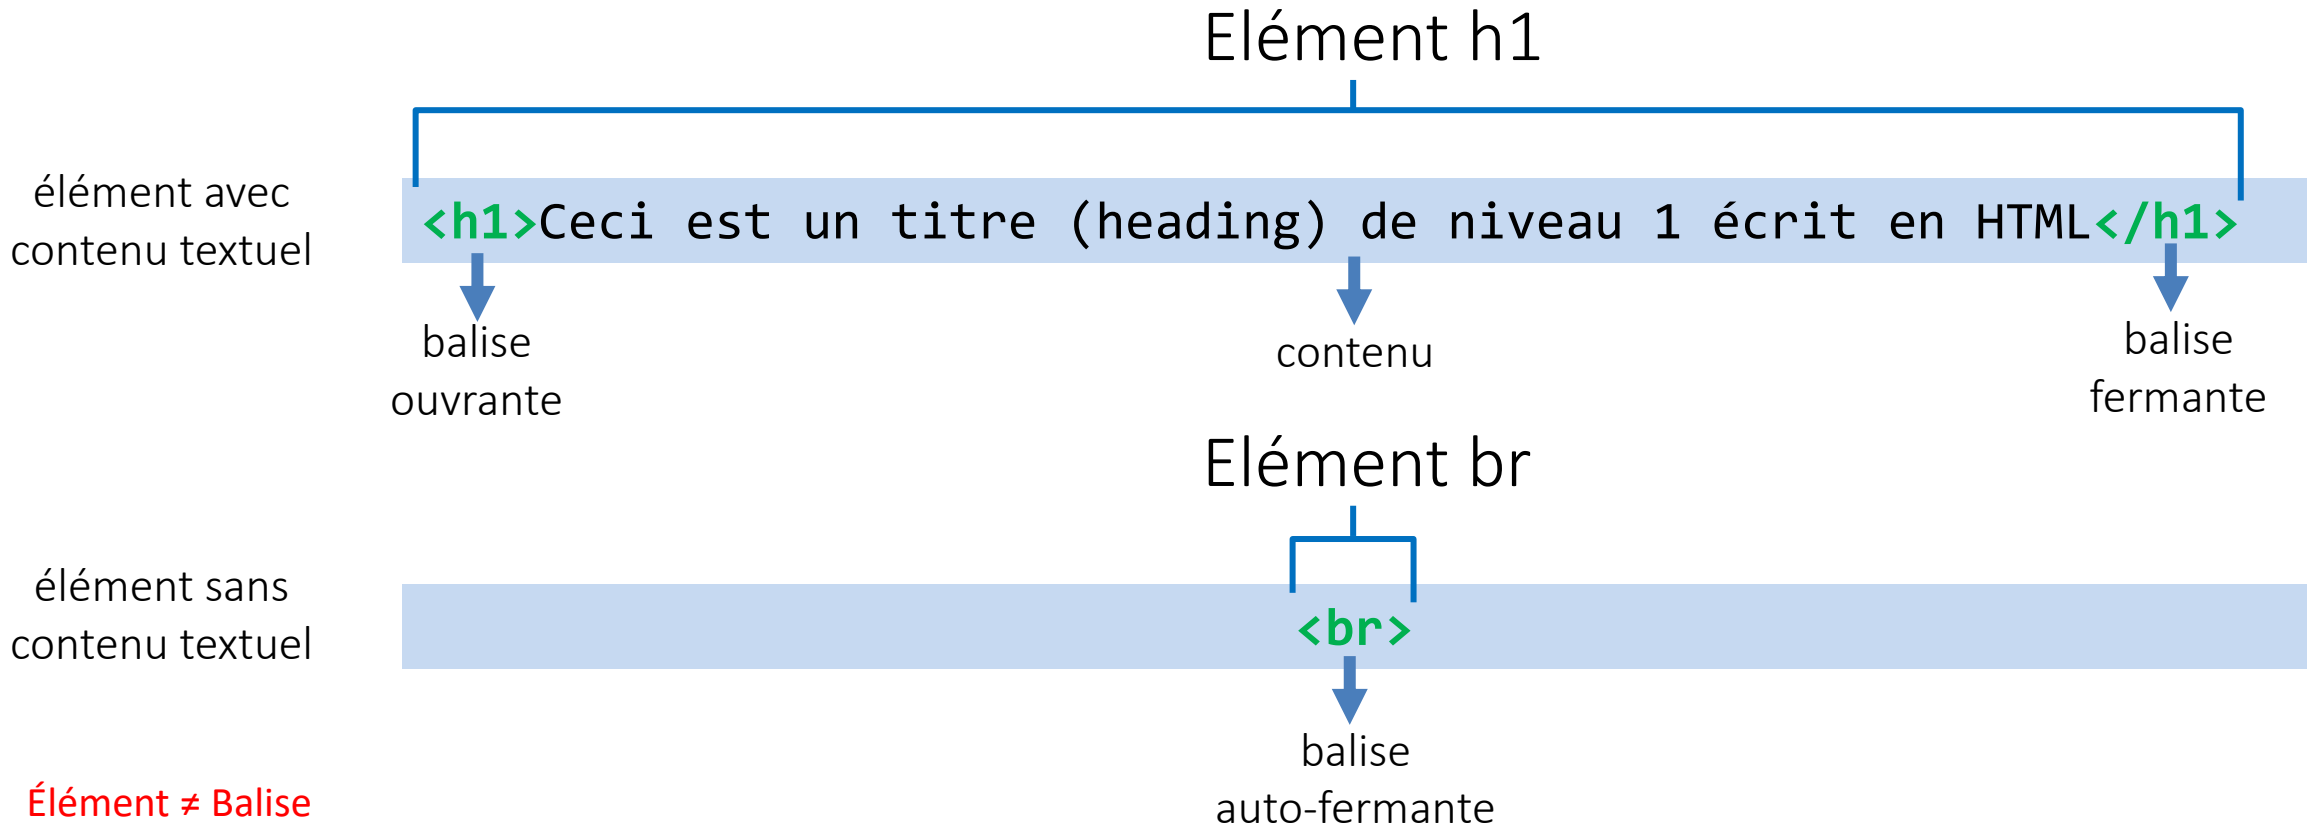 Elément h1
élément avec
contenu textuel
<h1>Ceci est un titre (heading) de niveau 1 écrit en HTML</h1>
balise
ouvrante
contenu
balise
fermante
Elément br
élément sans
contenu textuel
<br>
balise
auto-fermante
Élément ≠ Balise